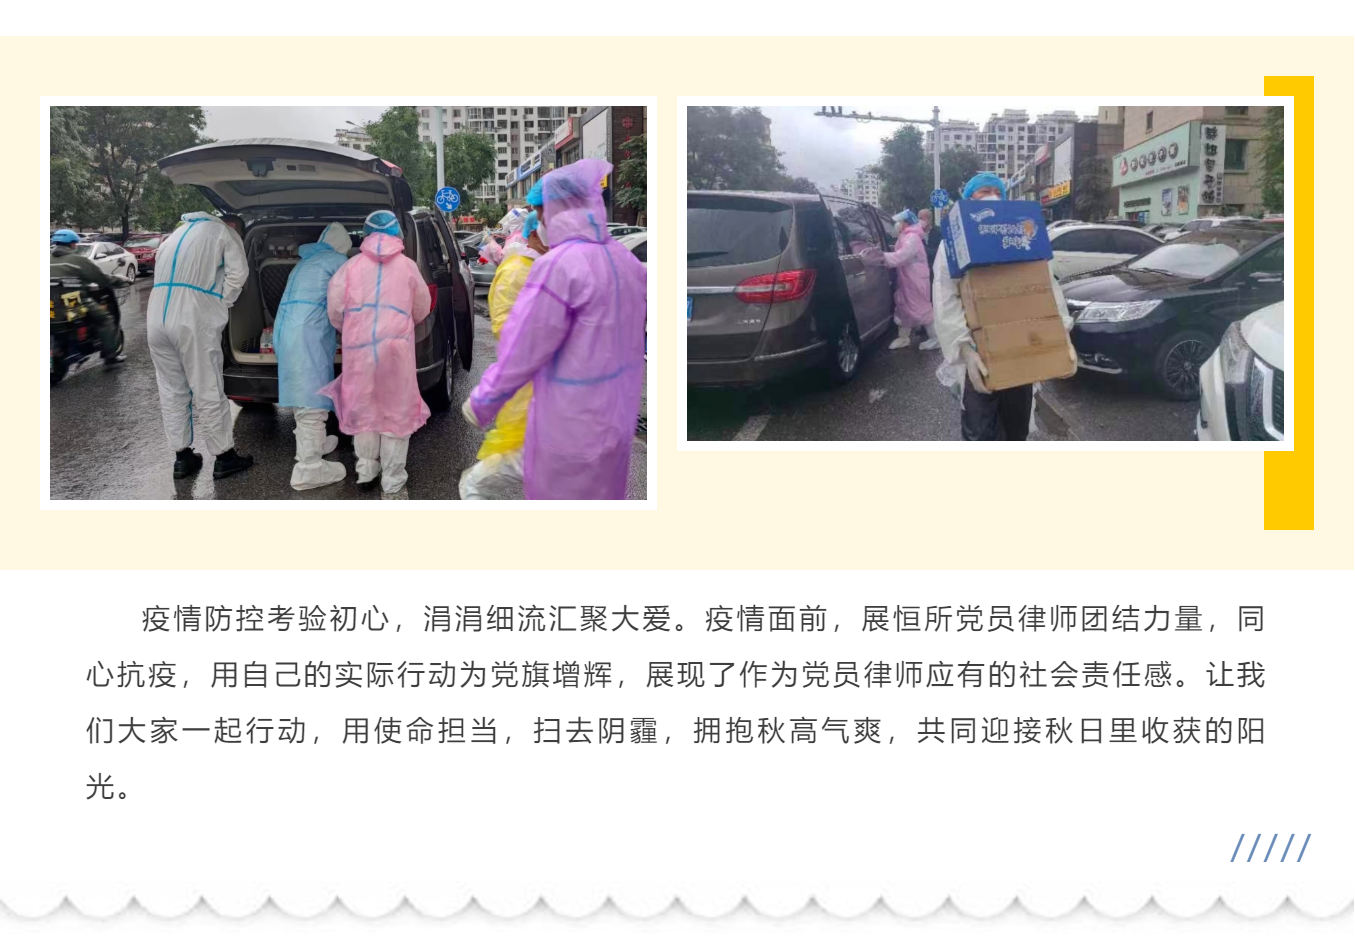 疫情防控考验初心，涓涓细流汇聚大爱。疫情面前，展恒所党员律师团结力量，同
心抗疫，用自己的实际行动为党旗增辉，展现了作为党员律师应有的社会责任感。让我
们大家一起行动，用使命担当，扫去阴霾，拥抱秋高气爽，共同迎接秋日里收获的阳
光。
/////